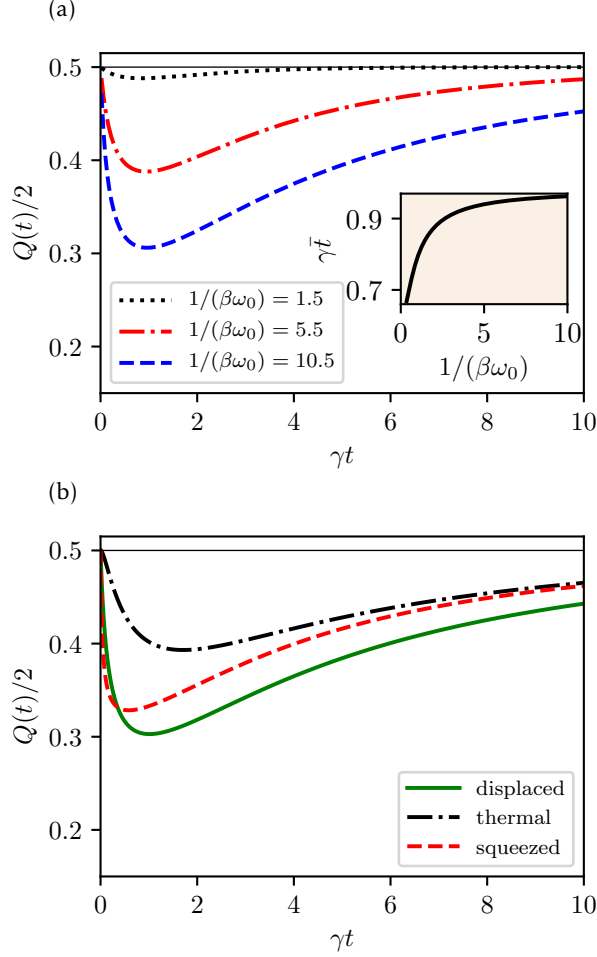 (a)
0.5
0.4
0.3
0.2
Q(t)/2
1/(βω₀) = 1.5
1/(βω₀) = 5.5
1/(βω₀) = 10.5
0.9
0.7
γt̄
0 5 10
1/(βω₀)
0 2 4 6 8 10
γt
(b)
0.5
0.4
0.3
0.2
Q(t)/2
displaced
thermal
squeezed
0 2 4 6 8 10
γt